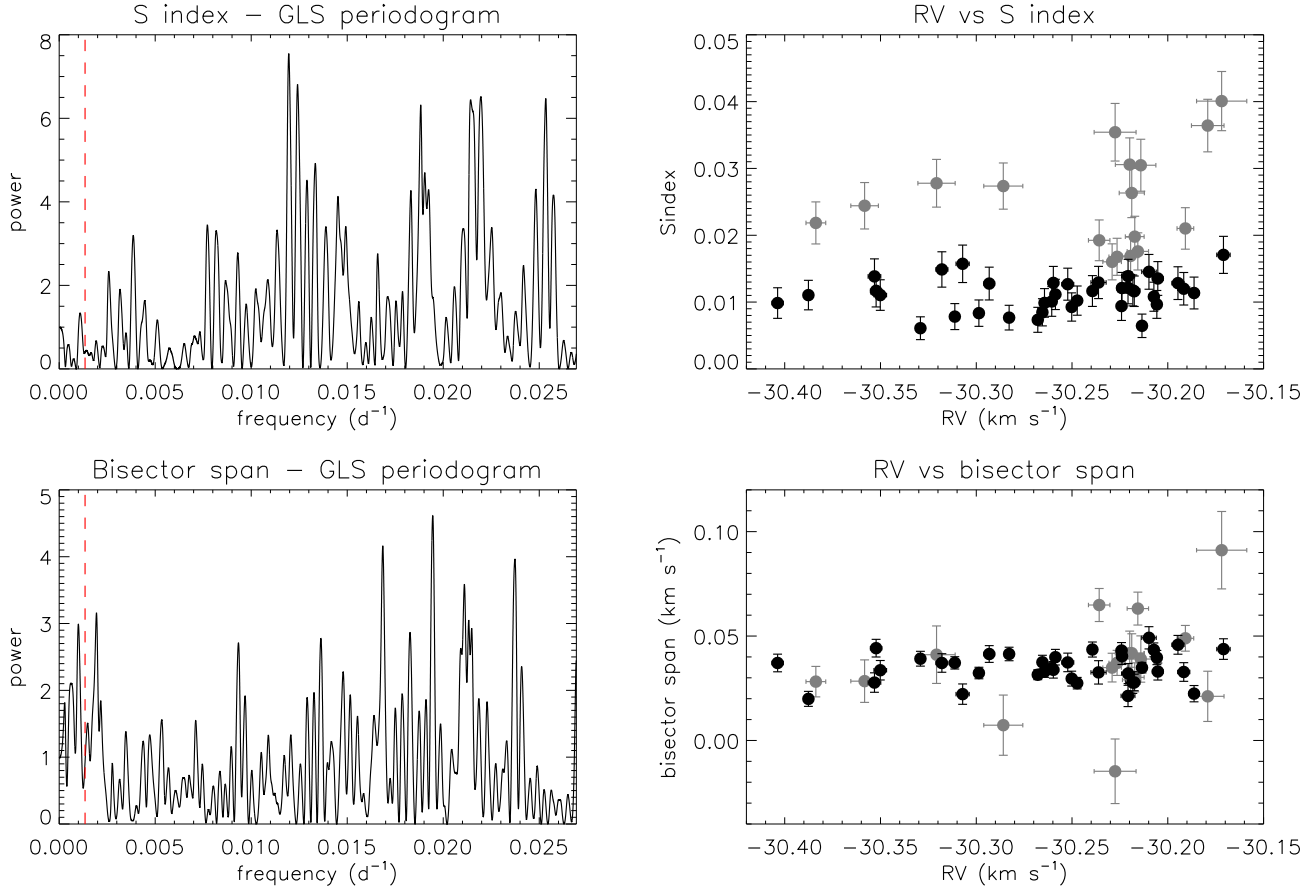 S index − GLS periodogram
8
6
4
2
0
power
0.000 0.005 0.010 0.015 0.020 0.025
frequency (d⁻¹)
RV vs S index
0.05
0.04
0.03
0.02
0.01
0.00
Sindex
−30.40 −30.35 −30.30 −30.25 −30.20 −30.15
RV (km s⁻¹)
Bisector span − GLS periodogram
5
4
3
2
1
0
power
0.000 0.005 0.010 0.015 0.020 0.025
frequency (d⁻¹)
RV vs bisector span
0.10
0.05
0.00
bisector span (km s⁻¹)
−30.40 −30.35 −30.30 −30.25 −30.20 −30.15
RV (km s⁻¹)